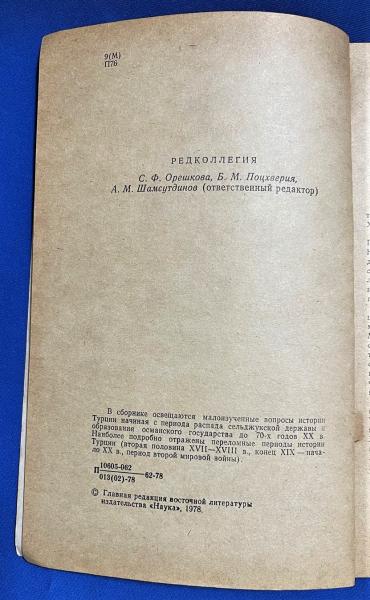 9(М)
П76
РЕДКОЛЛЕГИЯ
С. Ф. Орешкова, Б. М. Поцхверия,
А. М. Шамсутдинов (ответственный редактор)
В сборнике освещаются малоизученные вопросы истории
Турции начиная с периода распада сельджукской державы и
образования османского государства до 70-х годов XX в.
Наиболее подробно отражены переломные периоды истории
Турции (вторая половина XVII—XVIII в., конец XIX — нача-
ло XX в., период второй мировой войны).
П 10605-062
013(02)-78 62-78
© Главная редакция восточной литературы
издательства «Наука», 1978.